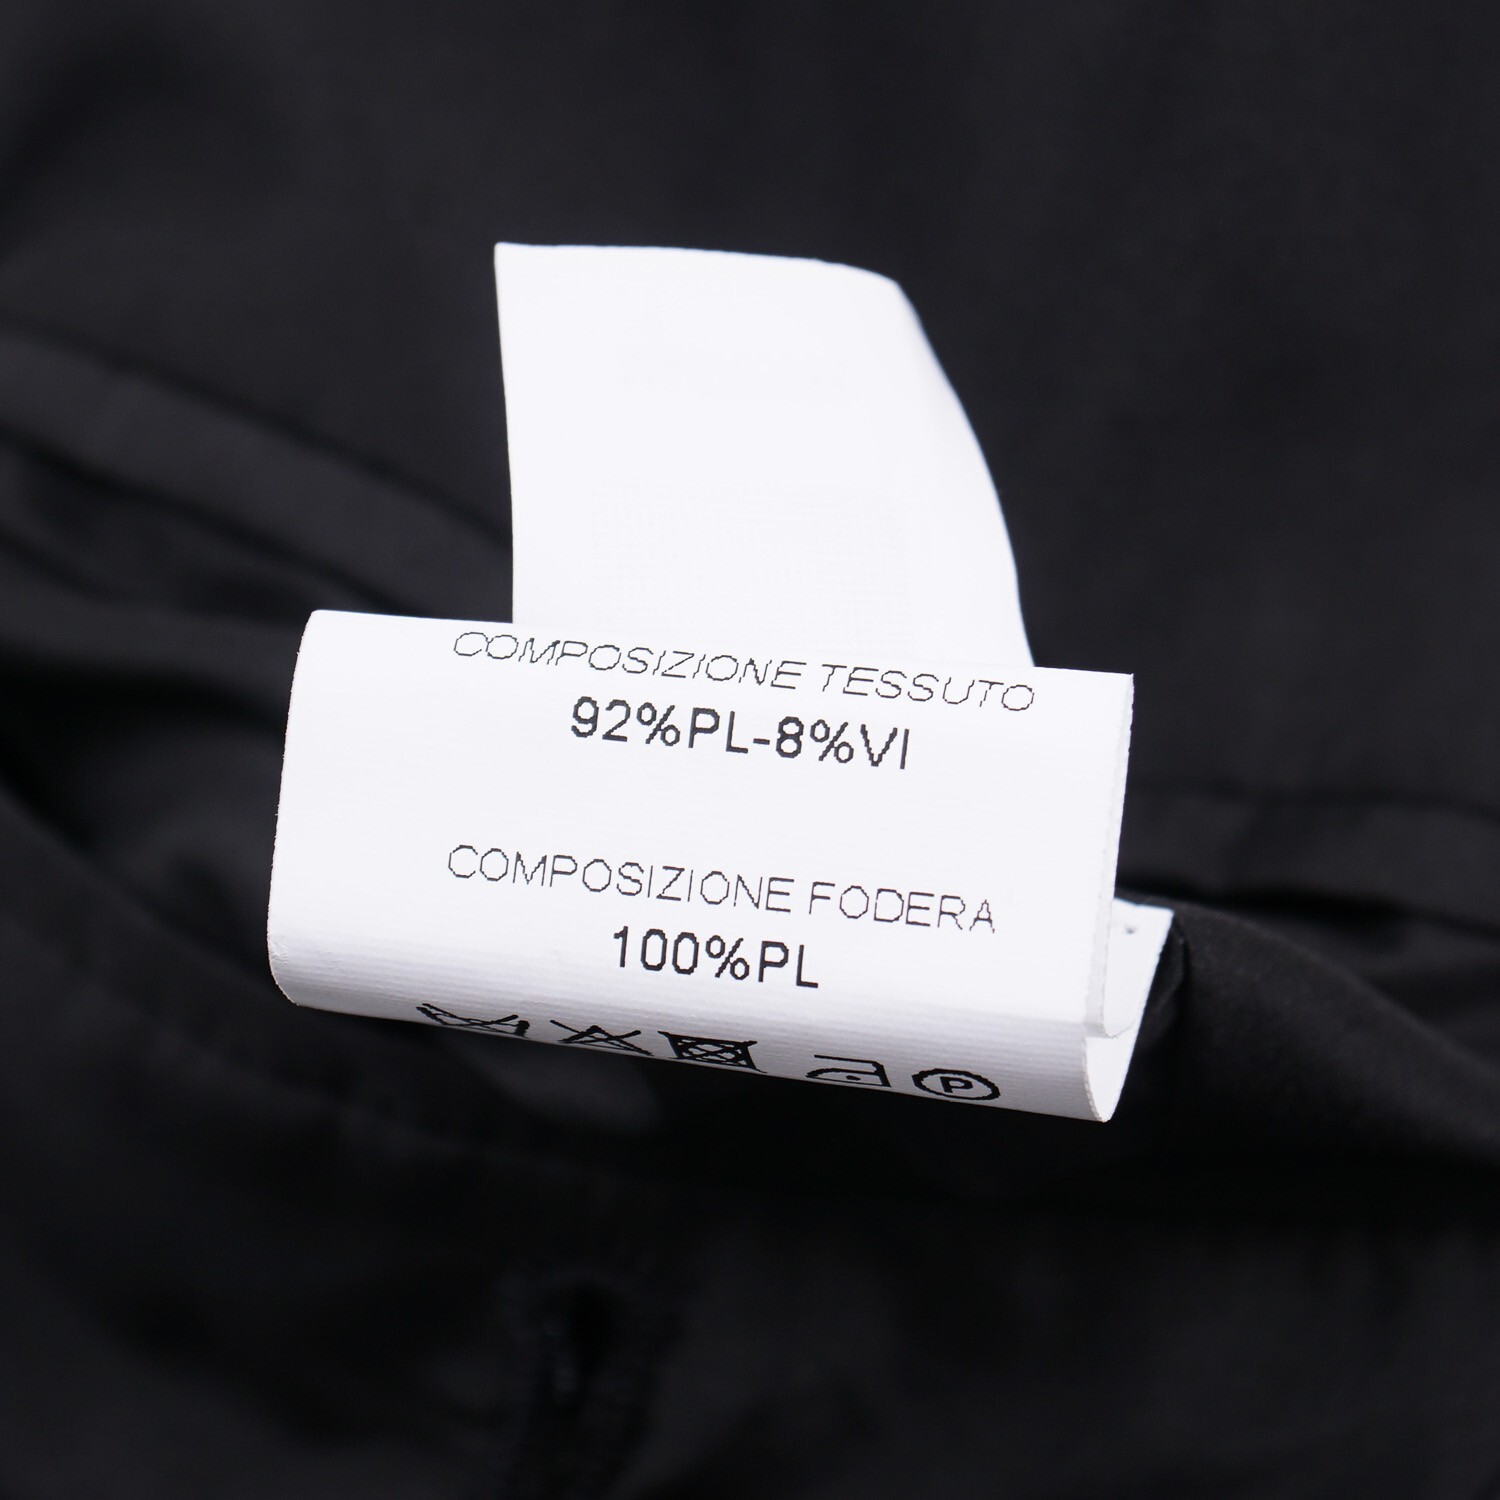 COMPOSIZIONE TESSUTO
92%PL-8%VI
COMPOSIZIONE FODERA
100%PL
P